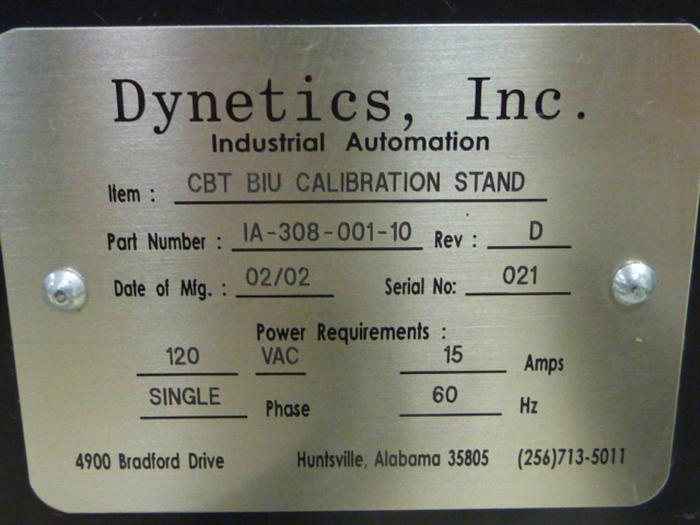 Dynetics, Inc.
Industrial Automation
Item : CBT BIU CALIBRATION STAND
Part Number : IA-308-001-10 Rev : D
Date of Mfg. : 02/02 Serial No: 021
Power Requirements :
120 VAC 15 Amps
SINGLE Phase 60 Hz
4900 Bradford Drive Huntsville, Alabama 35805 (256)713-5011